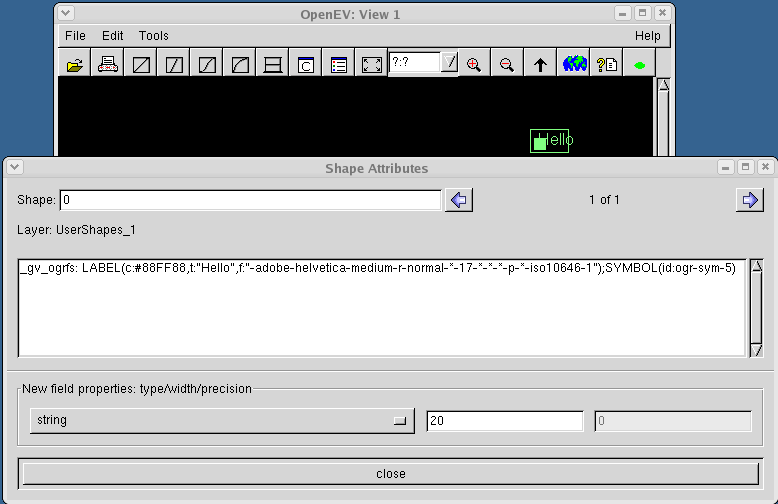 OpenEV: View 1
File Edit Tools Help
C ?:? ?
Hello
Shape Attributes
Shape: 0 1 of 1
Layer: UserShapes_1
_gv_ogrfs: LABEL(c:#88FF88,t:"Hello",f:"-adobe-helvetica-medium-r-normal-*-17-*-*-*-p-*-iso10646-1");SYMBOL(id:ogr-sym-5)
New field properties: type/width/precision
string 20 0
close